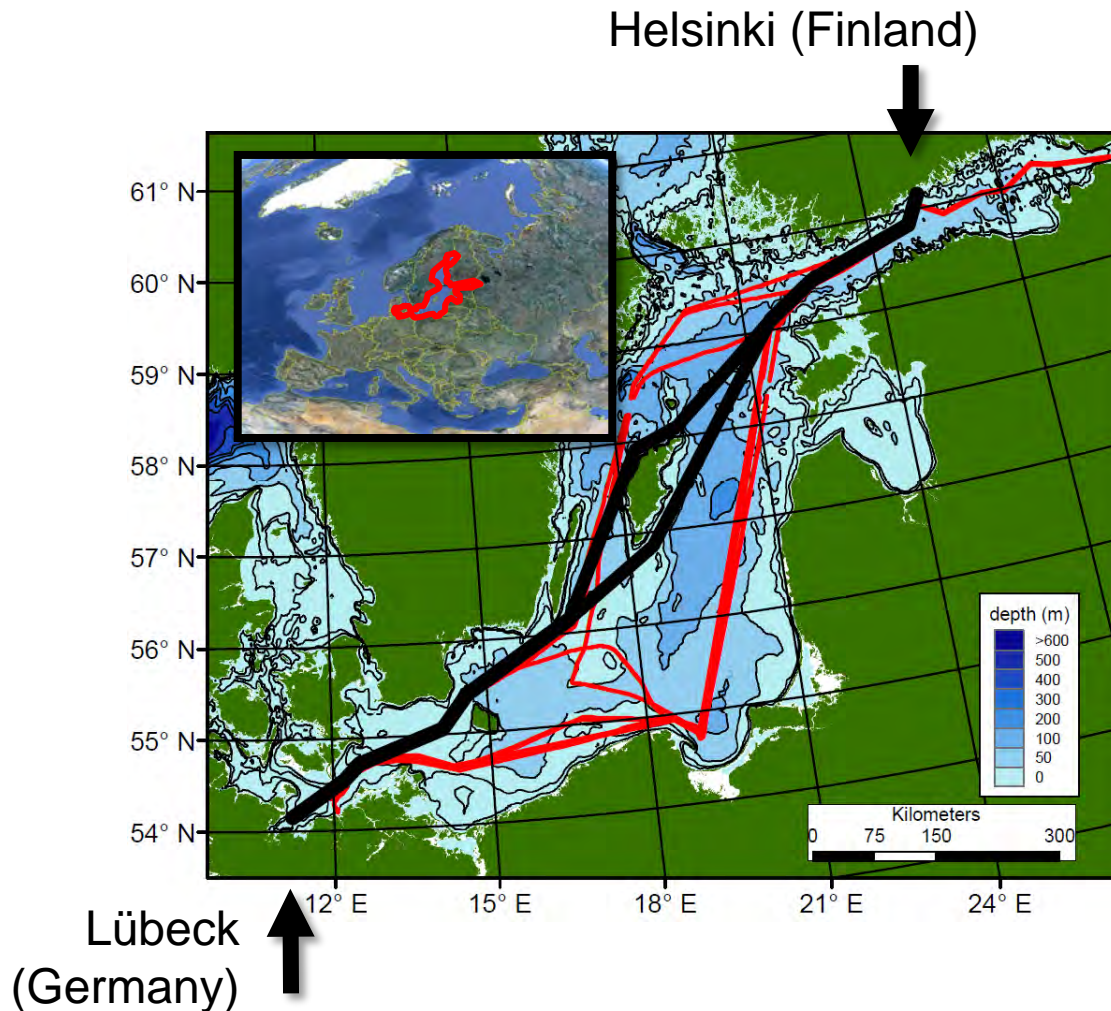 Helsinki (Finland)
61° N
60° N
59° N
58° N
57° N
56° N
55° N
54° N
depth (m)
>600
500
400
300
200
100
50
0
Kilometers
0 75 150 300
12° E 15° E 18° E 21° E 24° E
Lübeck
(Germany)